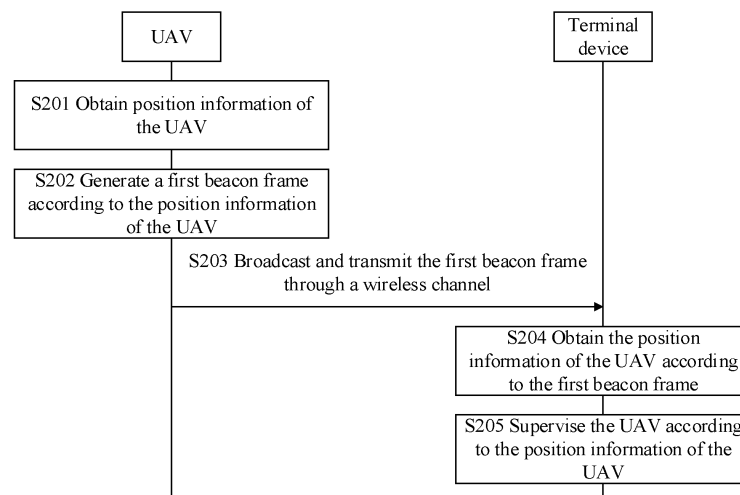 UAV
Terminal
device
S201 Obtain position information of
the UAV
S202 Generate a first beacon frame
according to the position information
of the UAV
S203 Broadcast and transmit the first beacon frame
through a wireless channel
S204 Obtain the position
information of the UAV according
to the first beacon frame
S205 Supervise the UAV according
to the position information of the
UAV